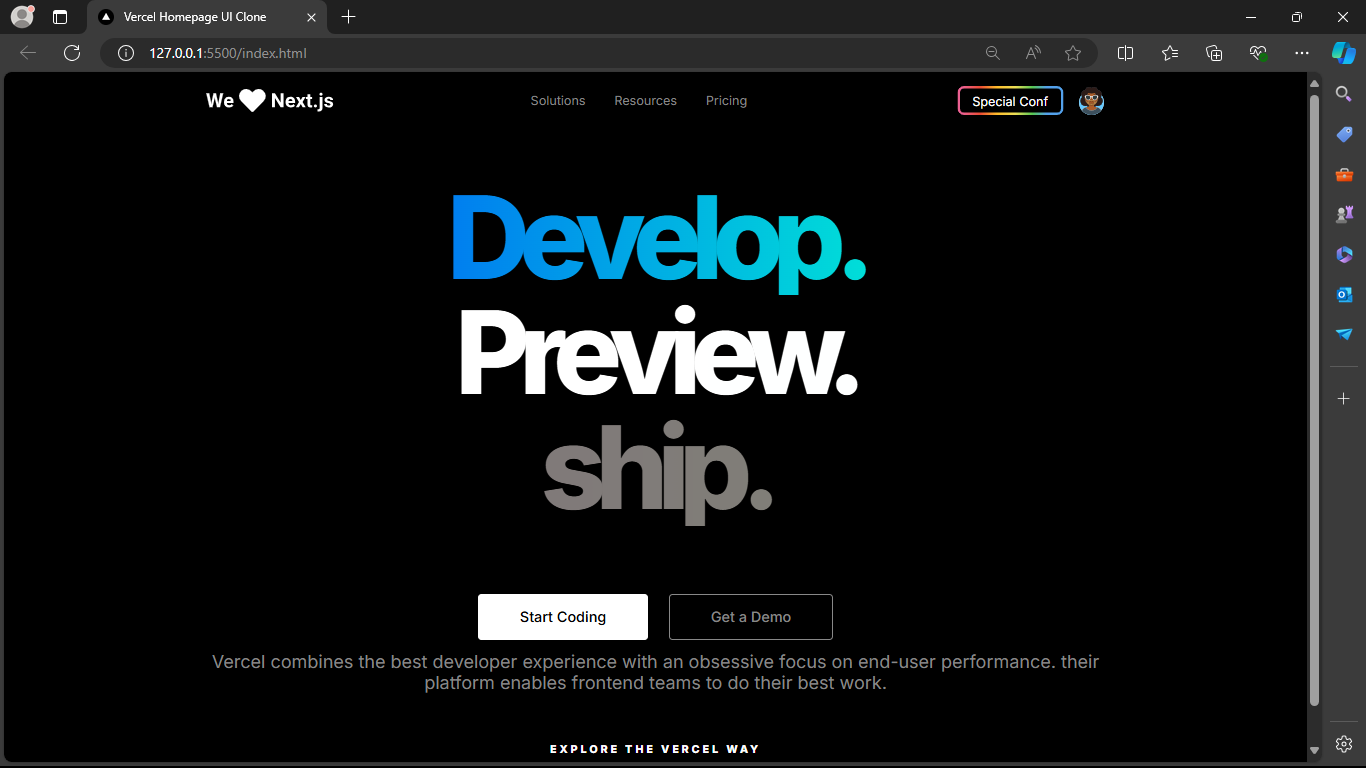 Vercel Homepage UI Clone
127.0.0.1:5500/index.html
We Next.js
Solutions Resources Pricing
Special Conf
Develop.
Preview.
ship.
Start Coding
Get a Demo
Vercel combines the best developer experience with an obsessive focus on end-user performance. their
platform enables frontend teams to do their best work.
EXPLORE THE VERCEL WAY